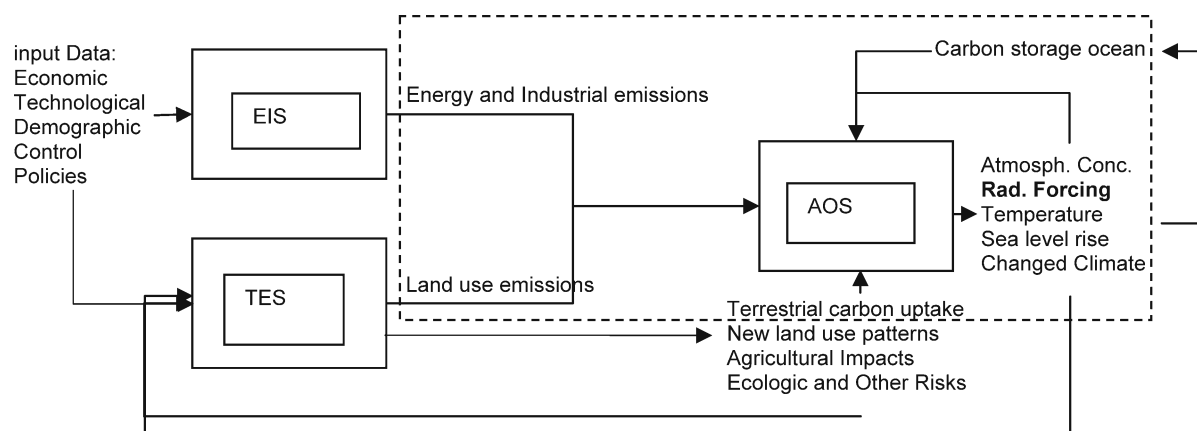 input Data:
Economic
Technological
Demographic
Control
Policies
EIS
Energy and Industrial emissions
TES
Land use emissions
Carbon storage ocean
AOS
Atmosph. Conc.
Rad. Forcing
Temperature
Sea level rise
Changed Climate
Terrestrial carbon uptake
New land use patterns
Agricultural Impacts
Ecologic and Other Risks